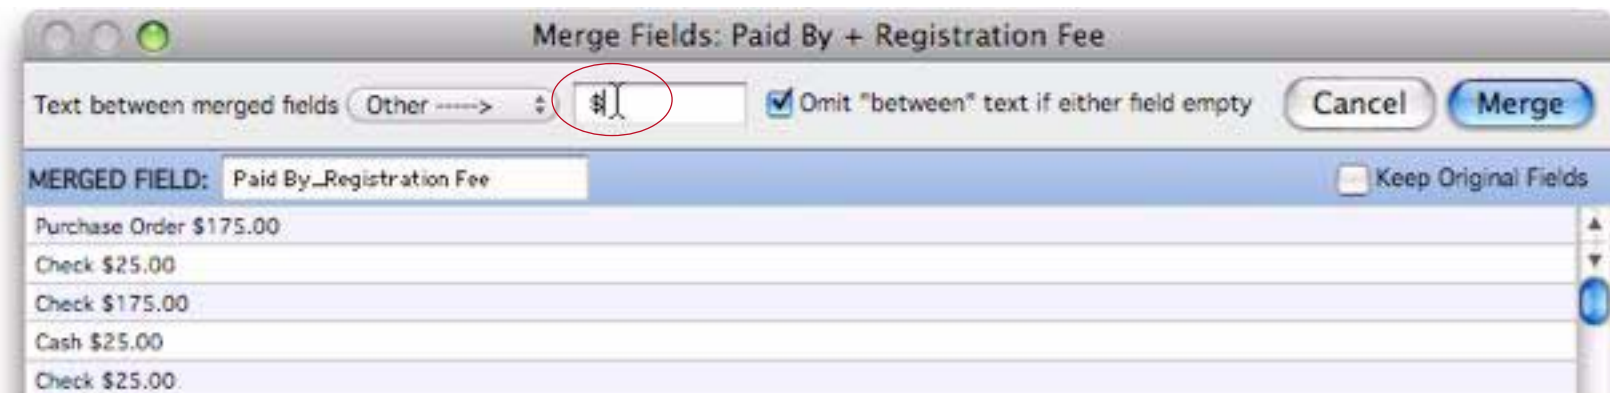 Merge Fields: Paid By + Registration Fee
Text between merged fields Other -----> $ Omit "between" text if either field empty Cancel Merge
MERGED FIELD: Paid By_Registration Fee Keep Original Fields
Purchase Order $175.00
Check $25.00
Check $175.00
Cash $25.00
Check $25.00